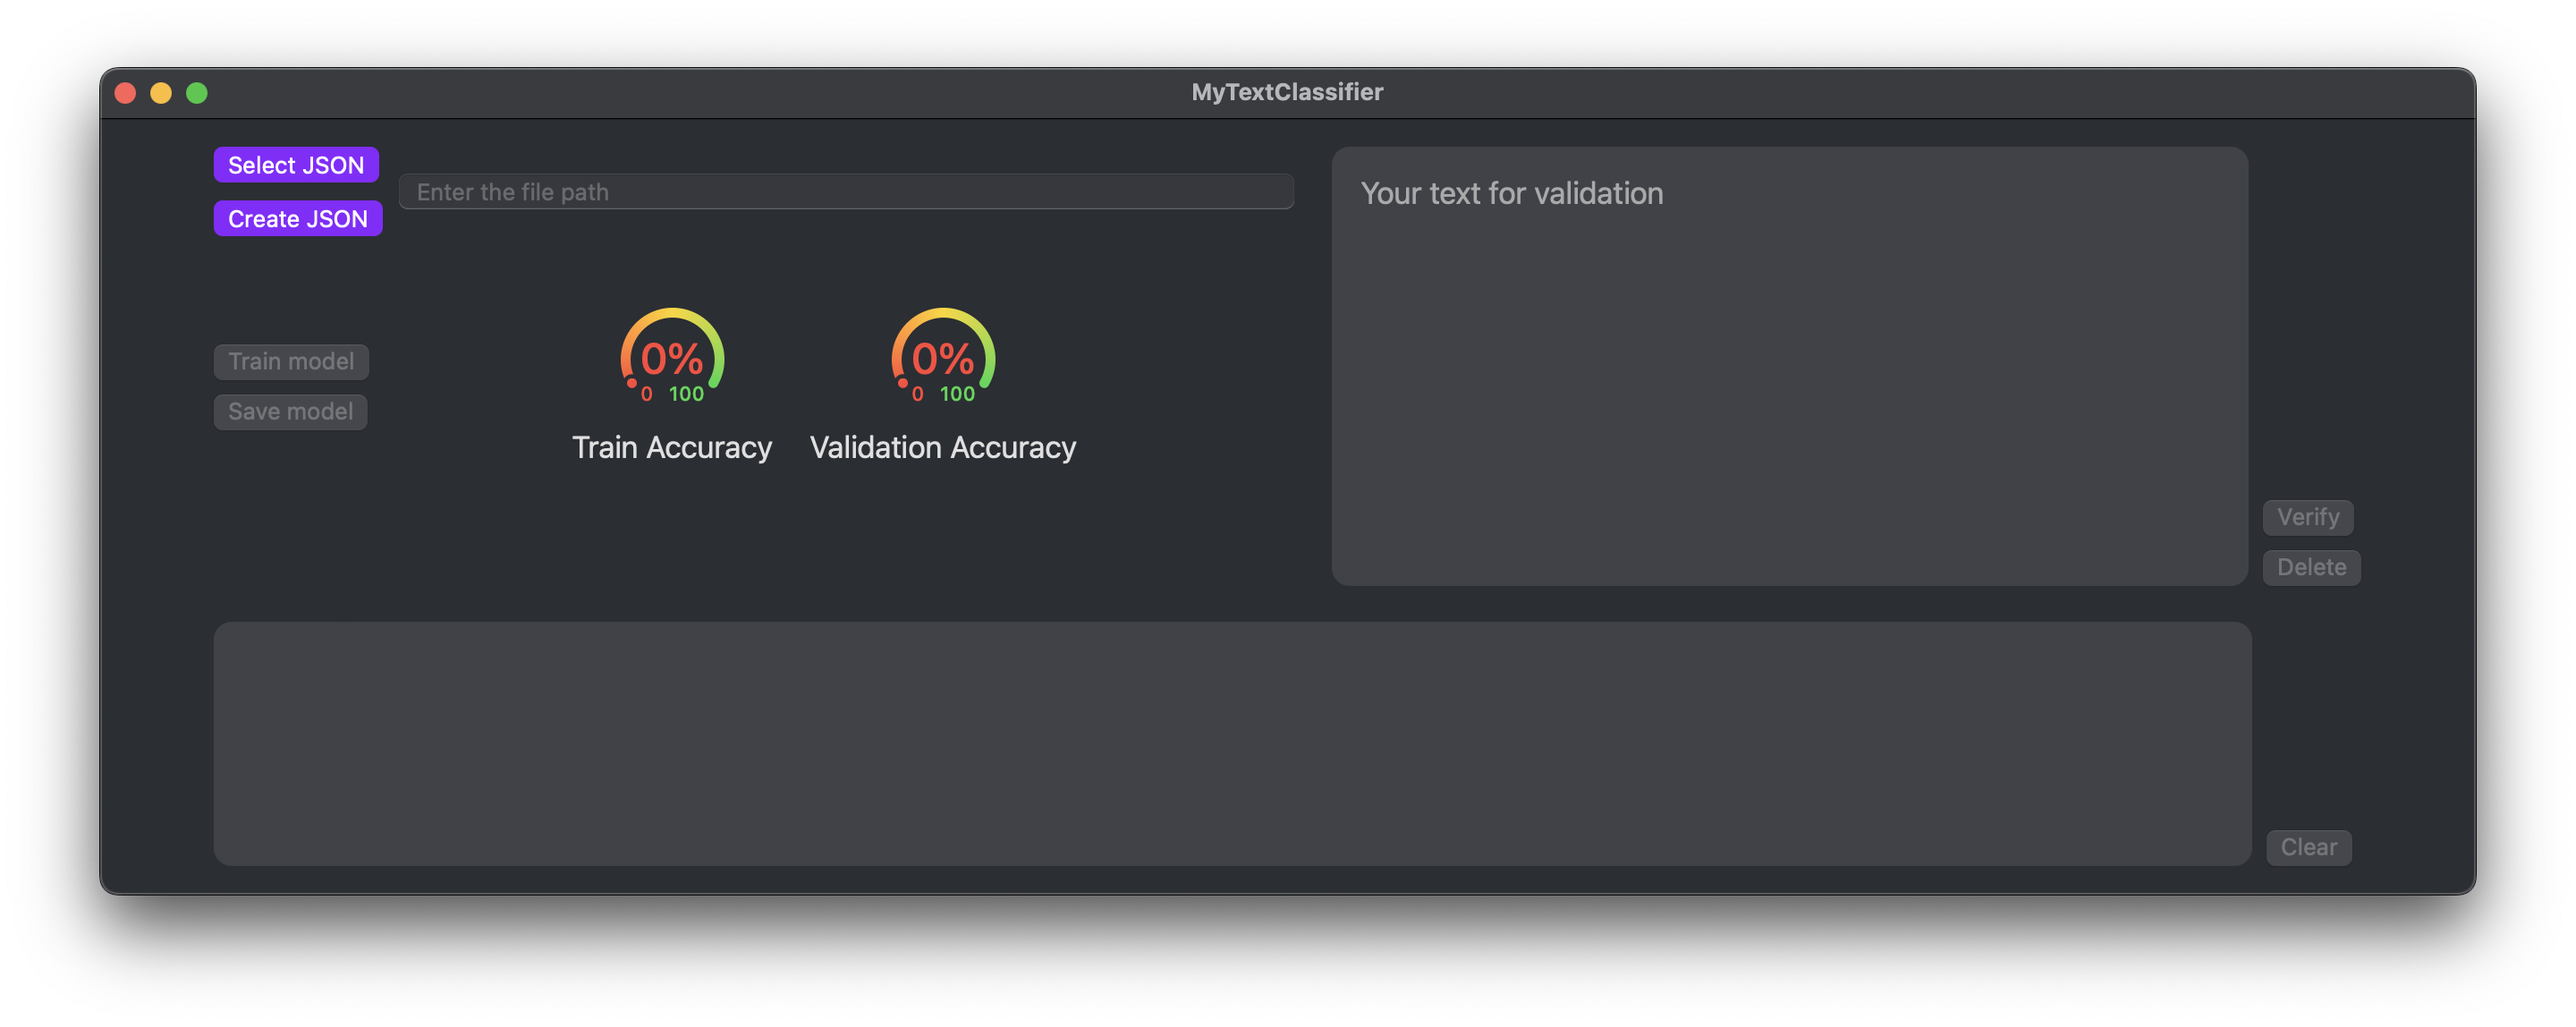 MyTextClassifier
Select JSON
Enter the file path
Create JSON
Your text for validation
0%
0 100
Train Accuracy
0%
0 100
Validation Accuracy
Train model
Save model
Verify
Delete
Clear